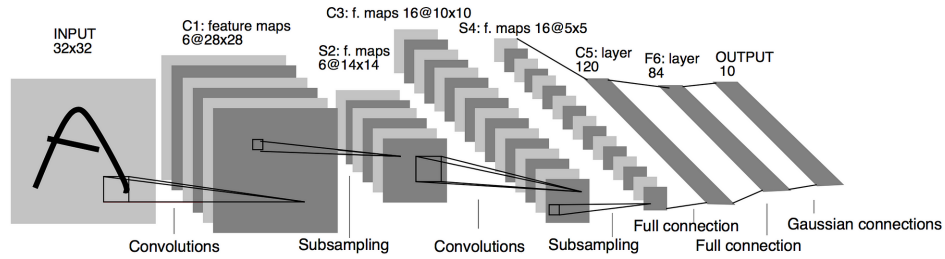 INPUT
32x32
C1: feature maps
6@28x28
S2: f. maps
6@14x14
C3: f. maps 16@10x10
S4: f. maps 16@5x5
C5: layer
120
F6: layer
84
OUTPUT
10
Convolutions
Subsampling
Convolutions
Subsampling
Full connection
Full connection
Gaussian connections
A